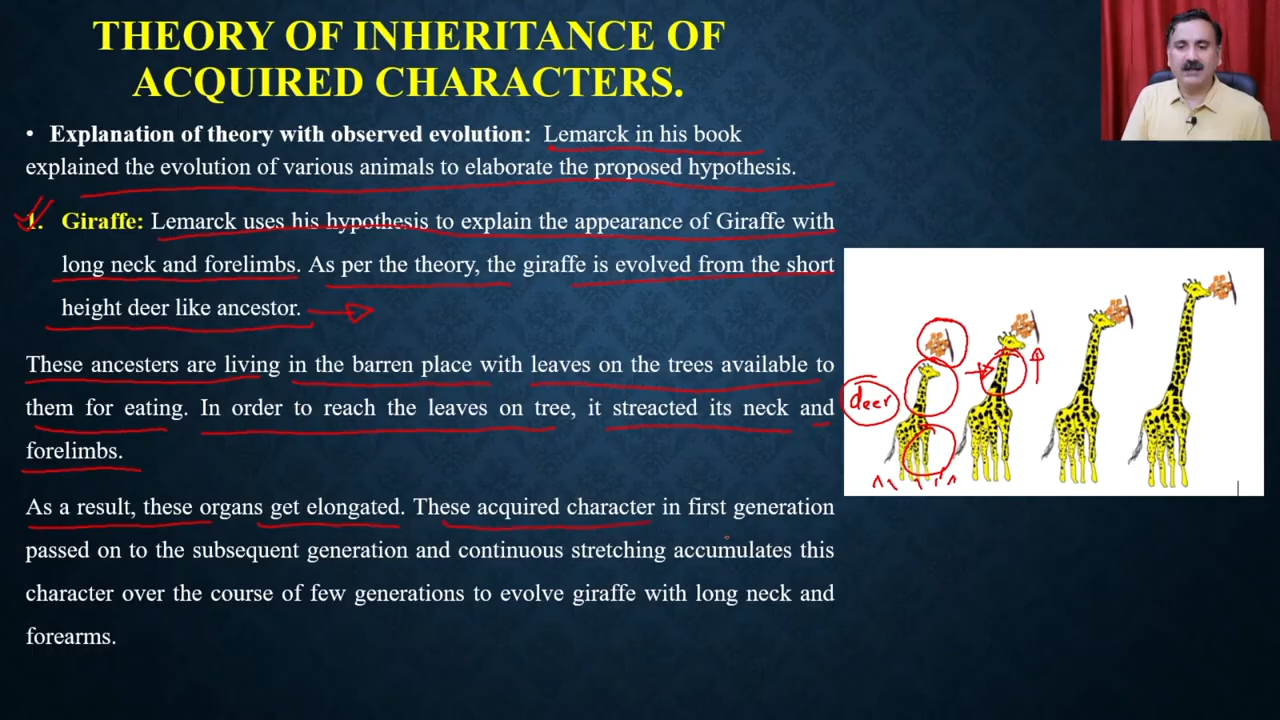 THEORY OF INHERITANCE OF
ACQUIRED CHARACTERS.
• Explanation of theory with observed evolution: Lemarck in his book
explained the evolution of various animals to elaborate the proposed hypothesis.
1. Giraffe: Lemarck uses his hypothesis to explain the appearance of Giraffe with
long neck and forelimbs. As per the theory, the giraffe is evolved from the short
height deer like ancestor.
These ancesters are living in the barren place with leaves on the trees available to
them for eating. In order to reach the leaves on tree, it streacted its neck and
forelimbs.
As a result, these organs get elongated. These acquired character in first generation
passed on to the subsequent generation and continuous stretching accumulates this
character over the course of few generations to evolve giraffe with long neck and
forearms.
deer